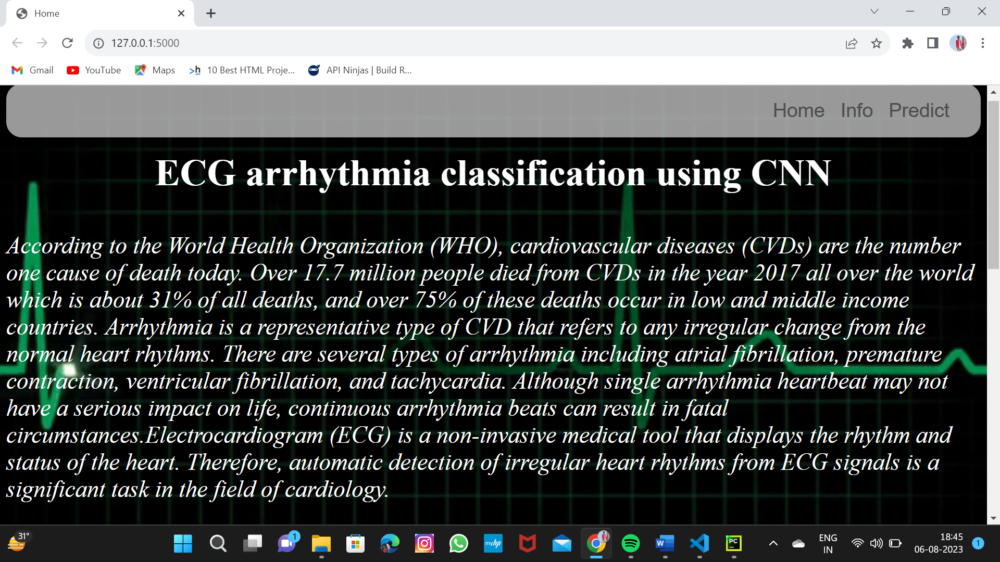 Home
127.0.0.1:5000
Gmail YouTube Maps >h 10 Best HTML Proje... API Ninjas | Build R...
Home Info Predict
ECG arrhythmia classification using CNN
According to the World Health Organization (WHO), cardiovascular diseases (CVDs) are the number
one cause of death today. Over 17.7 million people died from CVDs in the year 2017 all over the world
which is about 31% of all deaths, and over 75% of these deaths occur in low and middle income
countries. Arrhythmia is a representative type of CVD that refers to any irregular change from the
normal heart rhythms. There are several types of arrhythmia including atrial fibrillation, premature
contraction, ventricular fibrillation, and tachycardia. Although single arrhythmia heartbeat may not
have a serious impact on life, continuous arrhythmia beats can result in fatal
circumstances.Electrocardiogram (ECG) is a non-invasive medical tool that displays the rhythm and
status of the heart. Therefore, automatic detection of irregular heart rhythms from ECG signals is a
significant task in the field of cardiology.
31° 1 myhp W PC ENG 18:45 1
IN 06-08-2023